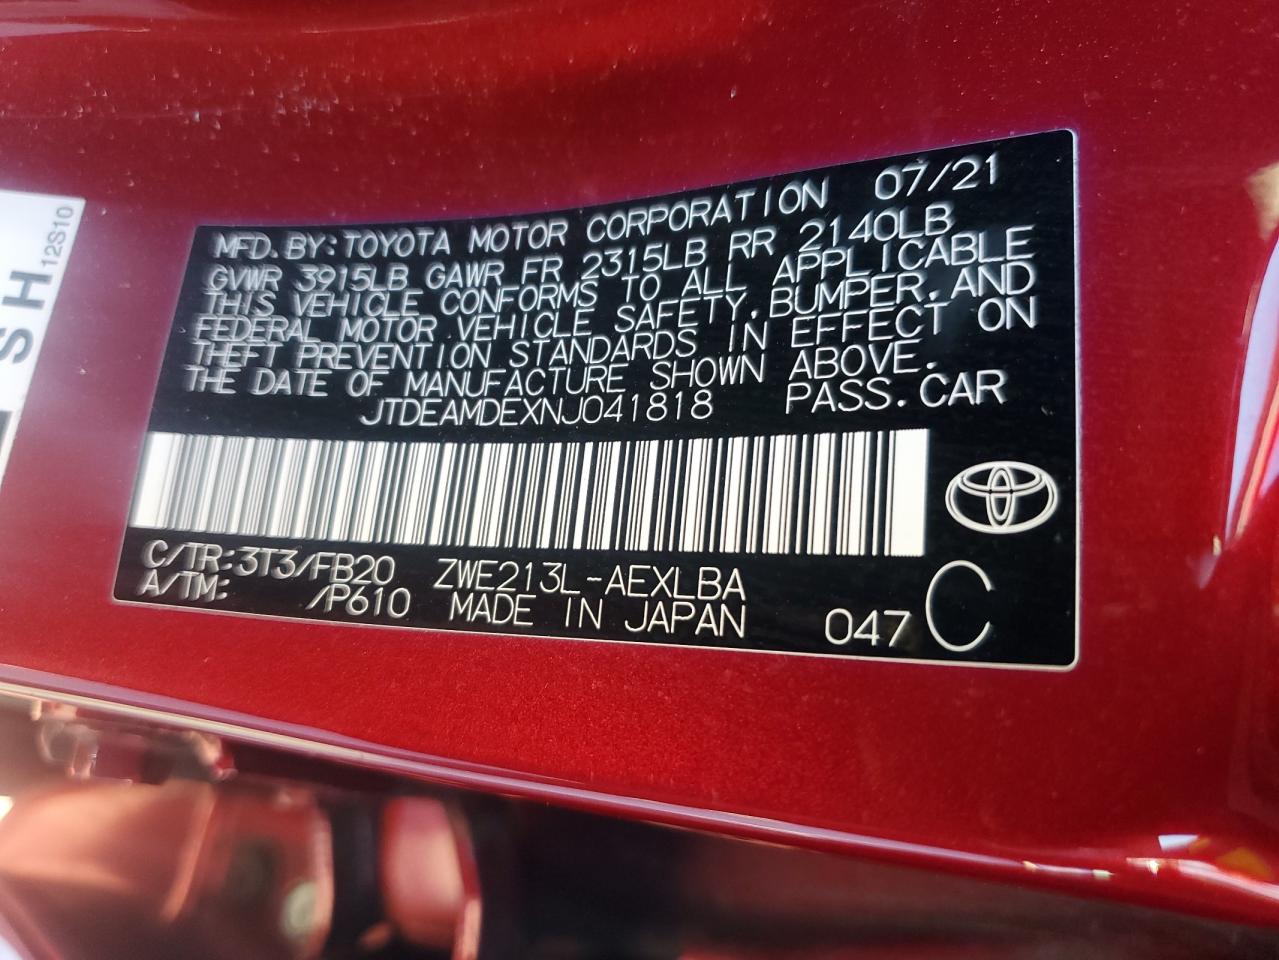 SH
12S10
MFD.BY:TOYOTA MOTOR CORPORATION 07/21
GVWR 3915LB GAWR FR 2315LB RR 2140LB
THIS VEHICLE CONFORMS TO ALL APPLICABLE
FEDERAL MOTOR VEHICLE SAFETY,BUMPER,AND
THEFT PREVENTION STANDARDS IN EFFECT ON
THE DATE OF MANUFACTURE SHOWN ABOVE.
JTDEAMDEXNJ041818 PASS.CAR
C/TR:3T3/FB20 ZWE213L-AEXLBA
A/TM: /P610 MADE IN JAPAN 047 C